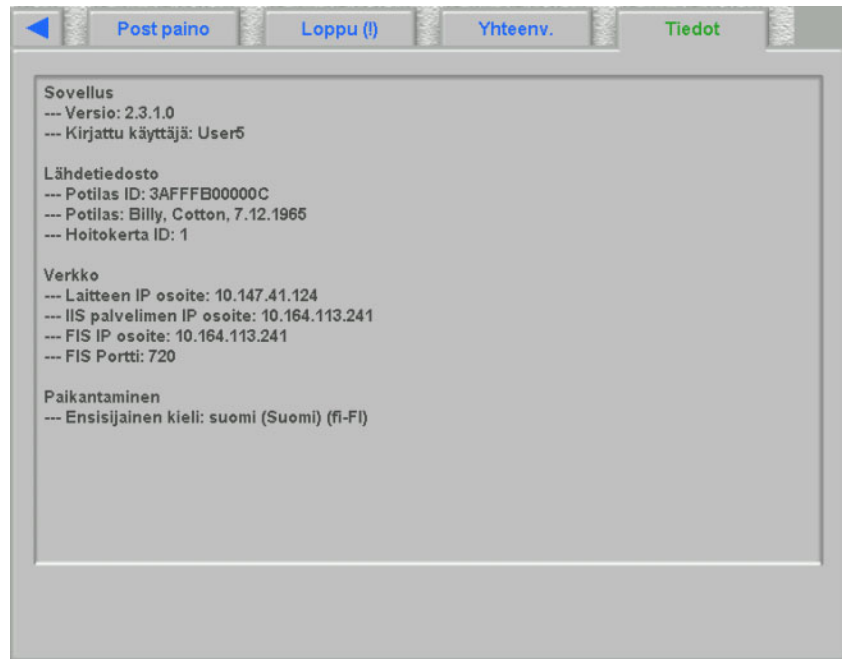 Post paino
Loppu (!)
Yhteenv.
Tiedot
Sovellus
--- Versio: 2.3.1.0
--- Kirjattu käyttäjä: User5
Lähdetiedosto
--- Potilas ID: 3AFFFB00000C
--- Potilas: Billy, Cotton, 7.12.1965
--- Hoitokerta ID: 1
Verkko
--- Laitteen IP osoite: 10.147.41.124
--- IIS palvelimen IP osoite: 10.164.113.241
--- FIS IP osoite: 10.164.113.241
--- FIS Portti: 720
Paikantaminen
--- Ensisijainen kieli: suomi (Suomi) (fi-FI)